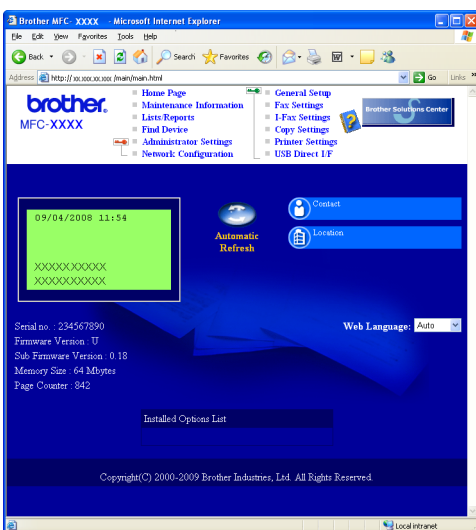 Brother MFC- XXXX - Microsoft Internet Explorer
File Edit View Favorites Tools Help
Back Search Favorites
Address http:// xx.xxx.xx.xxx /main/main.html Go Links »
brother.
MFC-XXXX
Home Page
Maintenance Information
Lists/Reports
Find Device
Administrator Settings
Network Configuration
General Setup
Fax Settings
I-Fax Settings
Copy Settings
Printer Settings
USB Direct I/F
Brother Solutions Center
09/04/2008 11:54
XXXXXXXXXX
XXXXXXXXXX
Automatic
Refresh
Contact
Location
Serial no. : 234567890
Firmware Version : U
Sub Firmware Version : 0.18
Memory Size : 64 Mbytes
Page Counter : 842
Web Language: Auto
Installed Options List
Copyright(C) 2000-2009 Brother Industries, Ltd. All Rights Reserved.
Local intranet